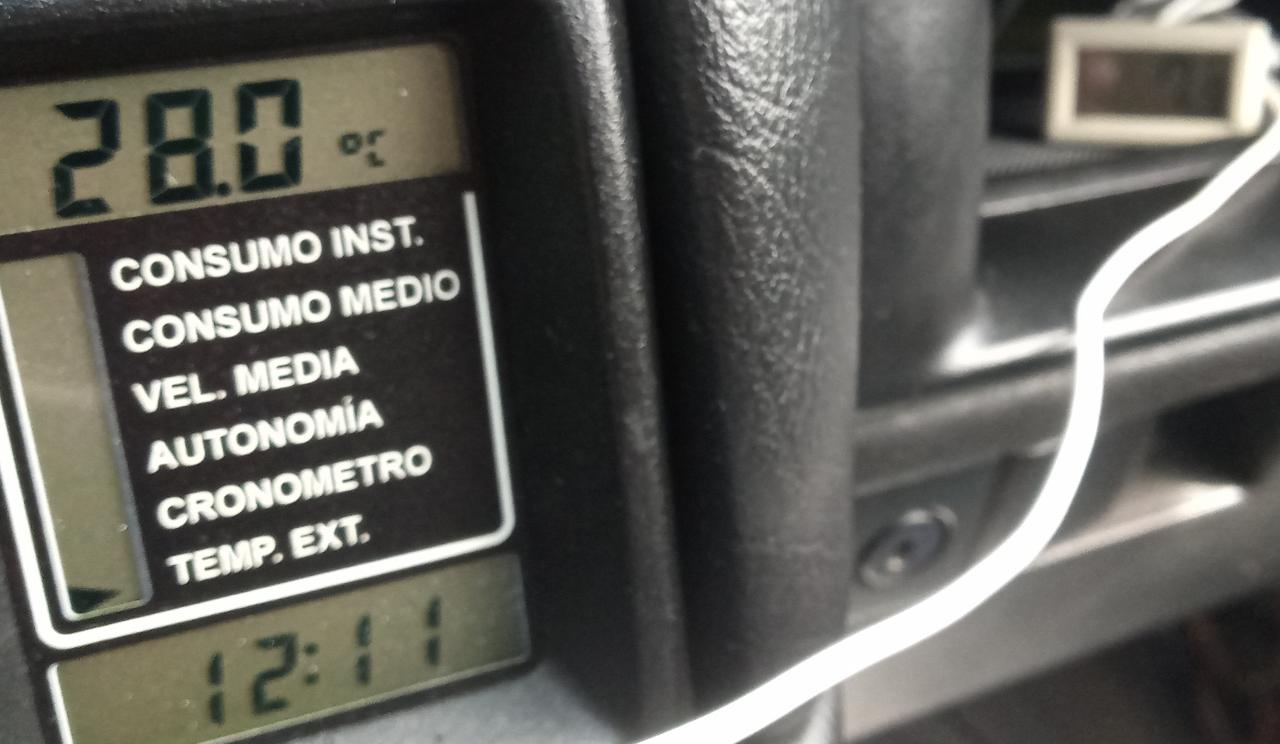 28.0 °C
CONSUMO INST.
CONSUMO MEDIO
VEL. MEDIA
AUTONOMÍA
CRONOMETRO
TEMP. EXT.
12:11